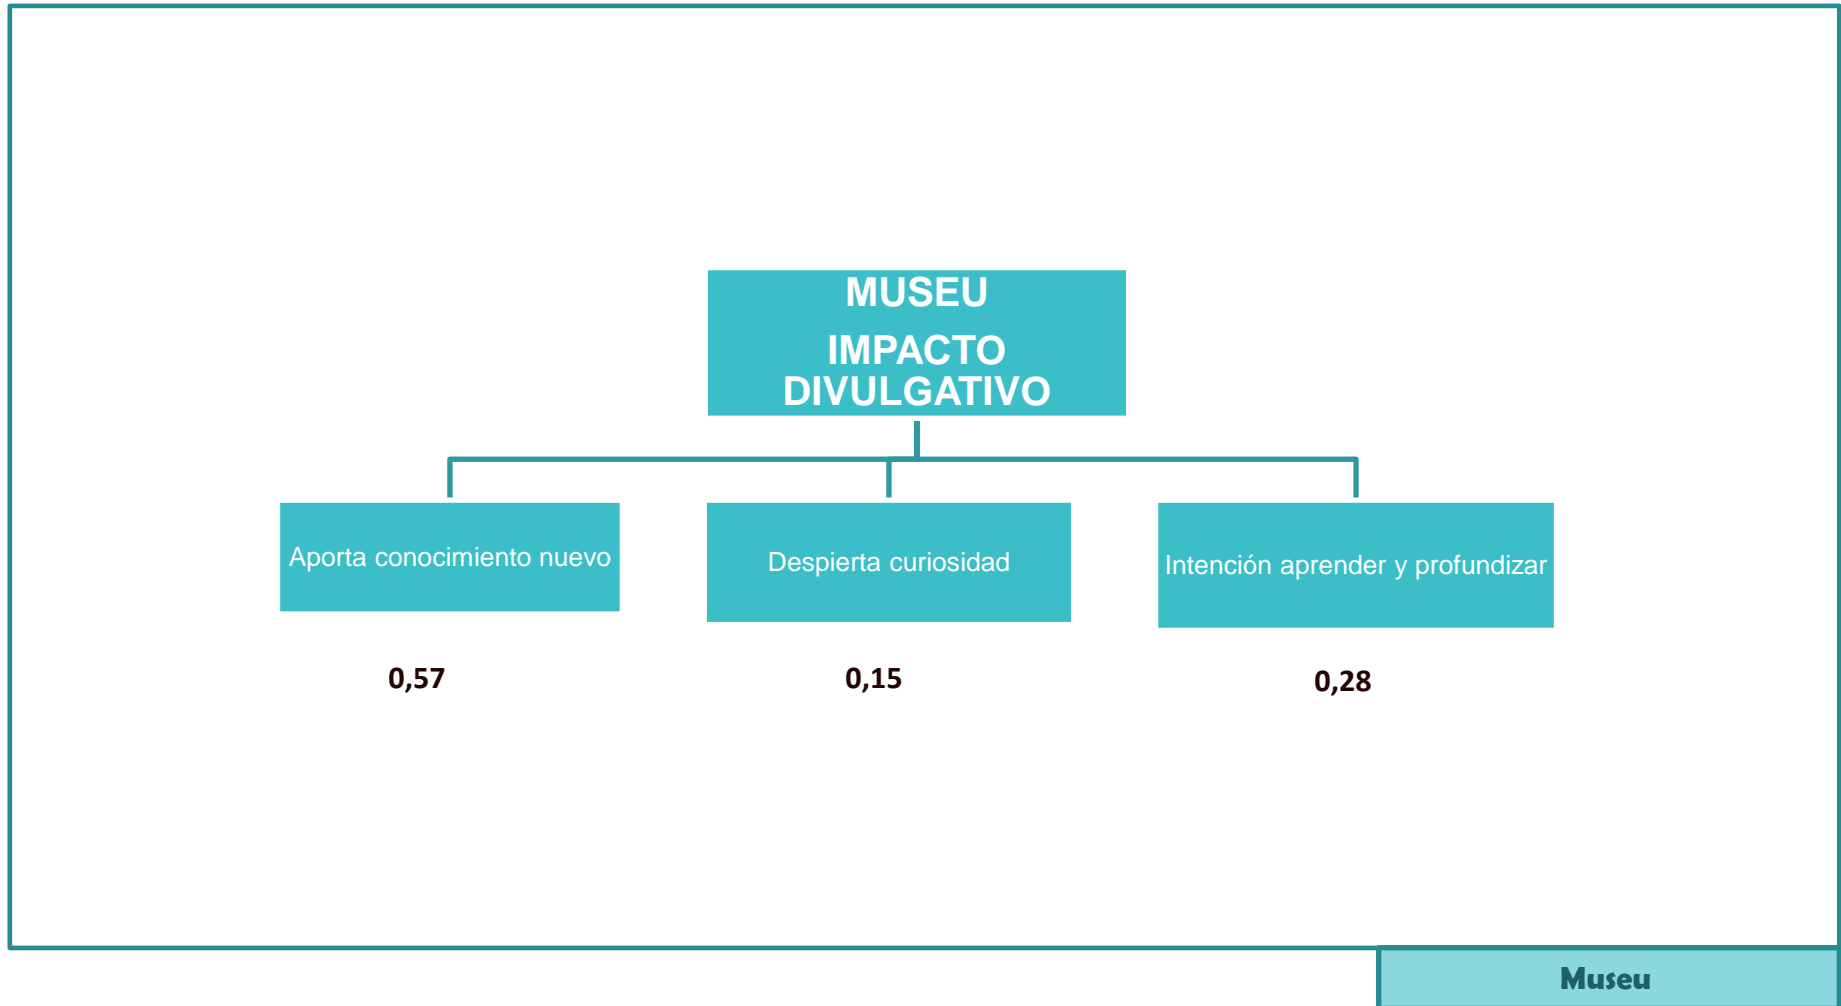 MUSEU
IMPACTO
DIVULGATIVO
Aporta conocimiento nuevo
Despierta curiosidad
Intención aprender y profundizar
0,57
0,15
0,28
Museu